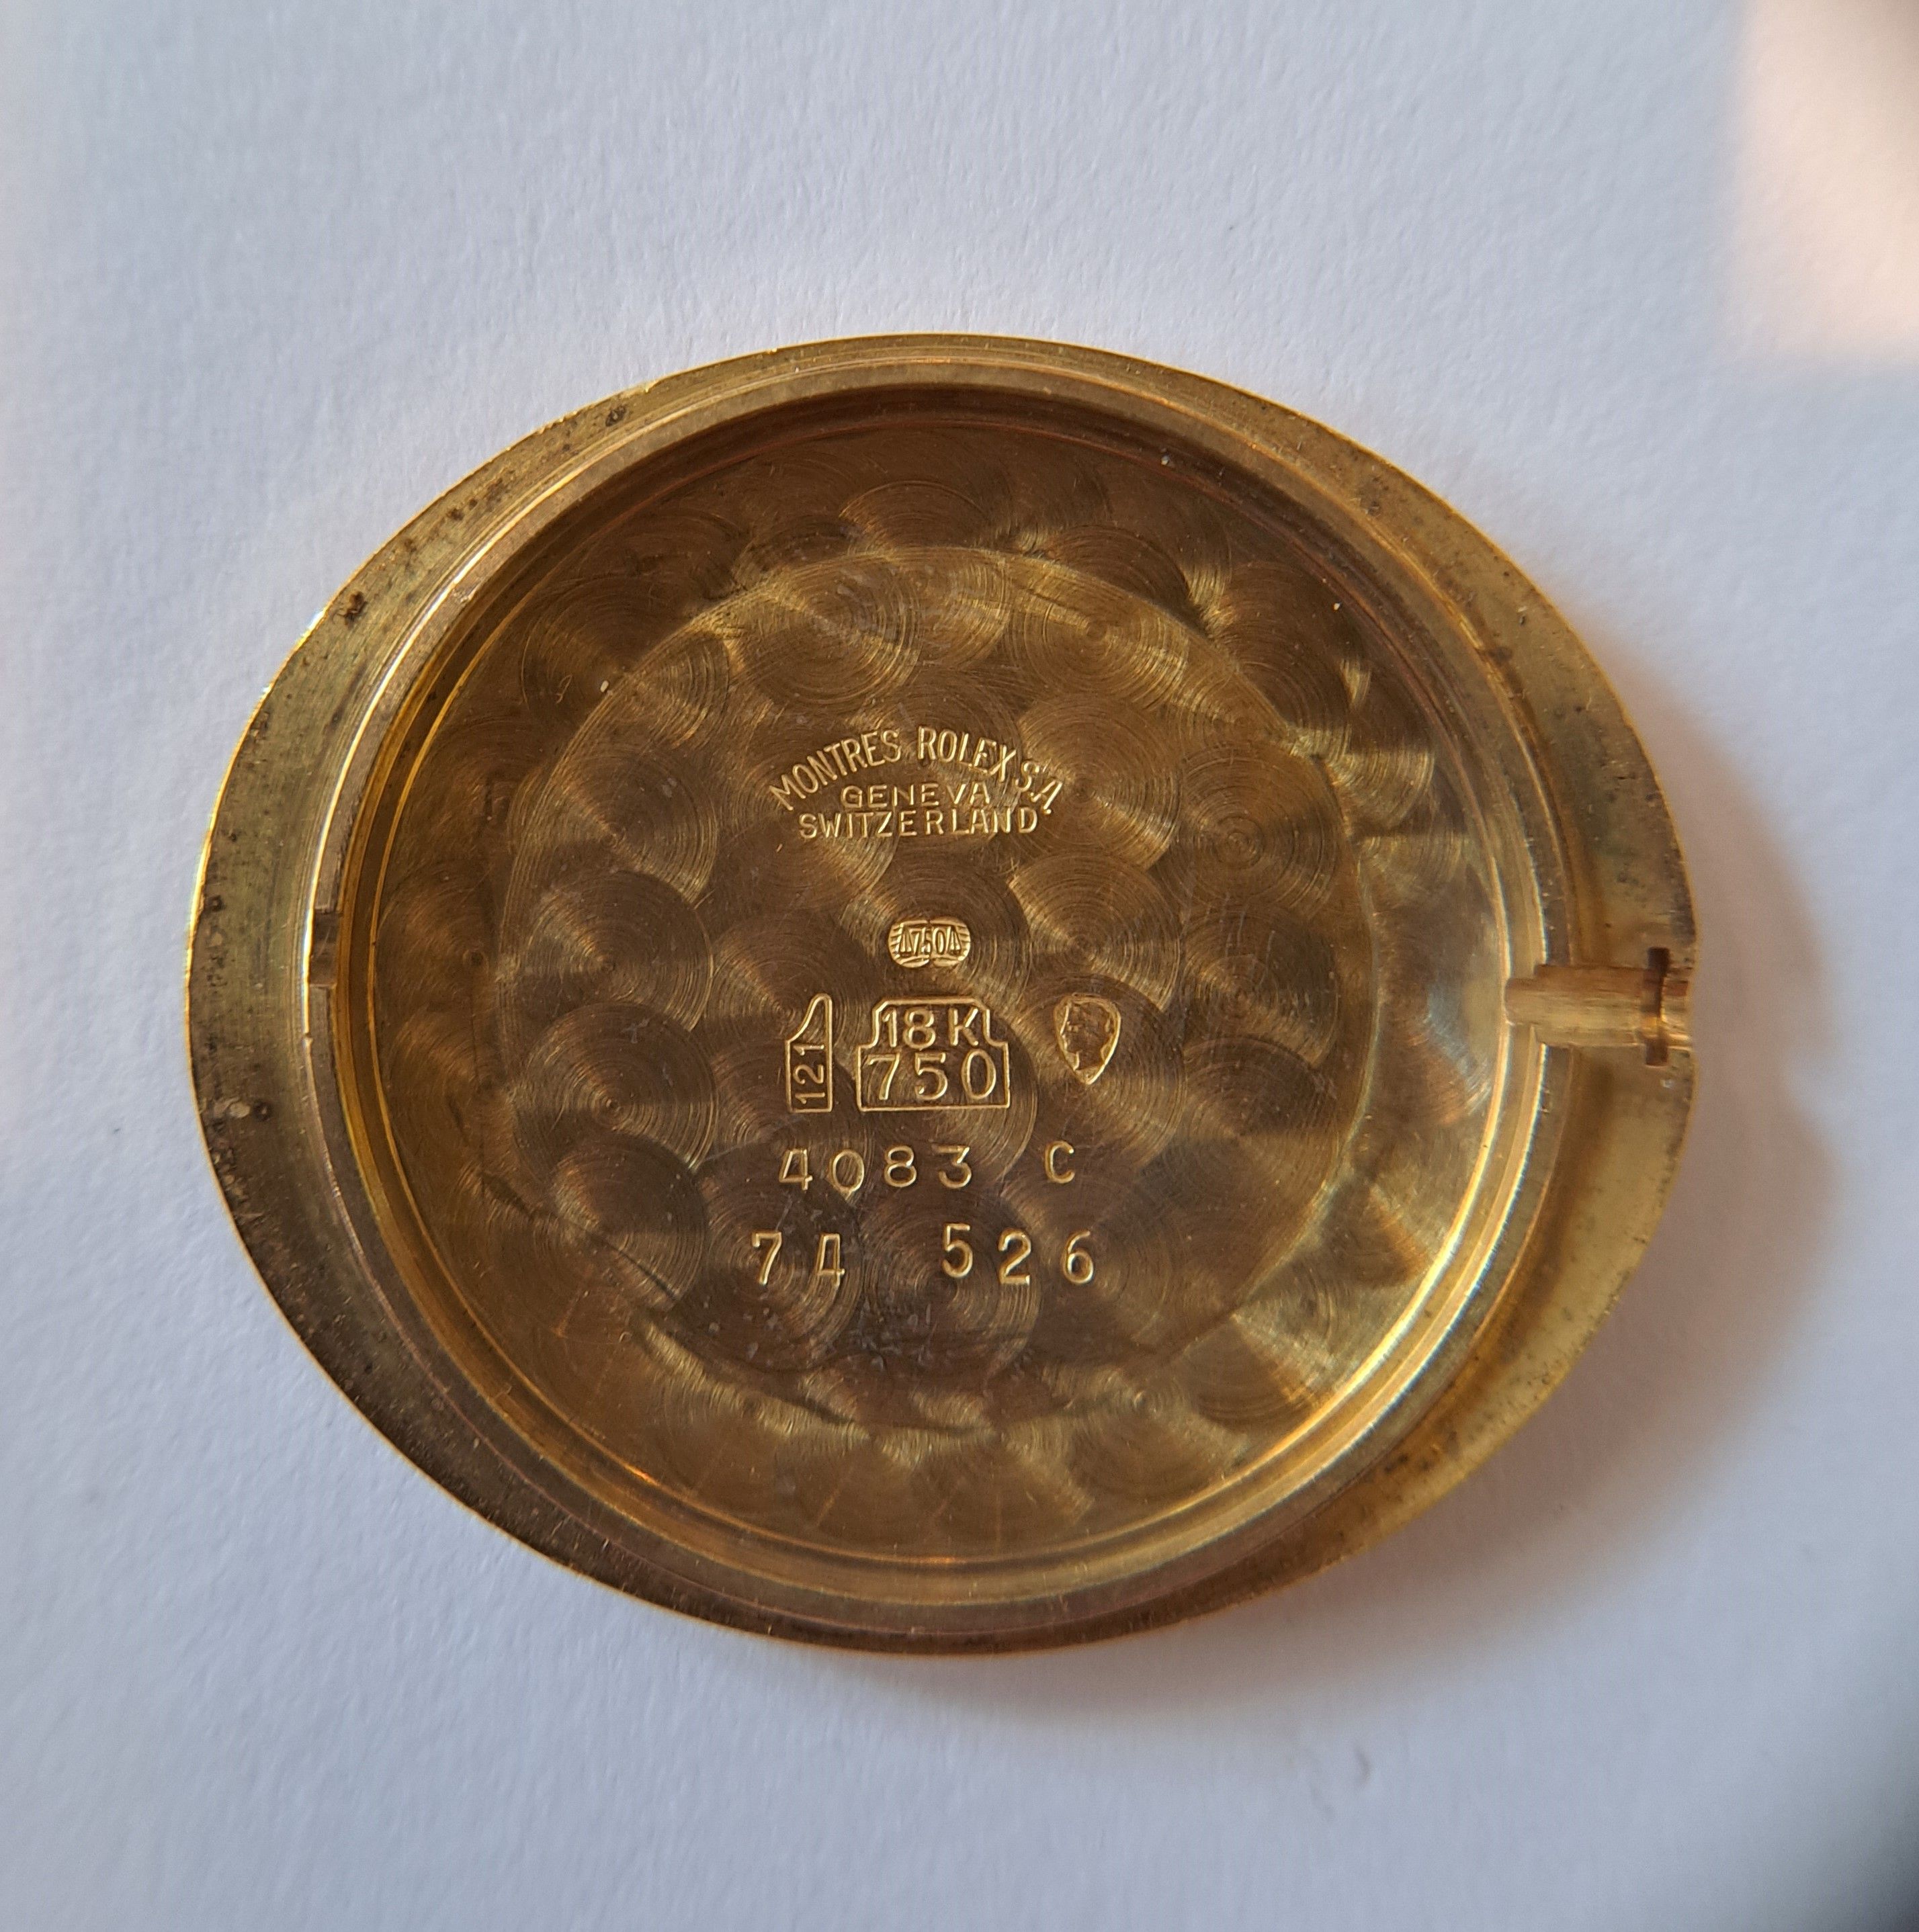 MONTRES ROLEX S.A.
GENEVA
SWITZERLAND
750
121
18K
750
4083 C
74 526